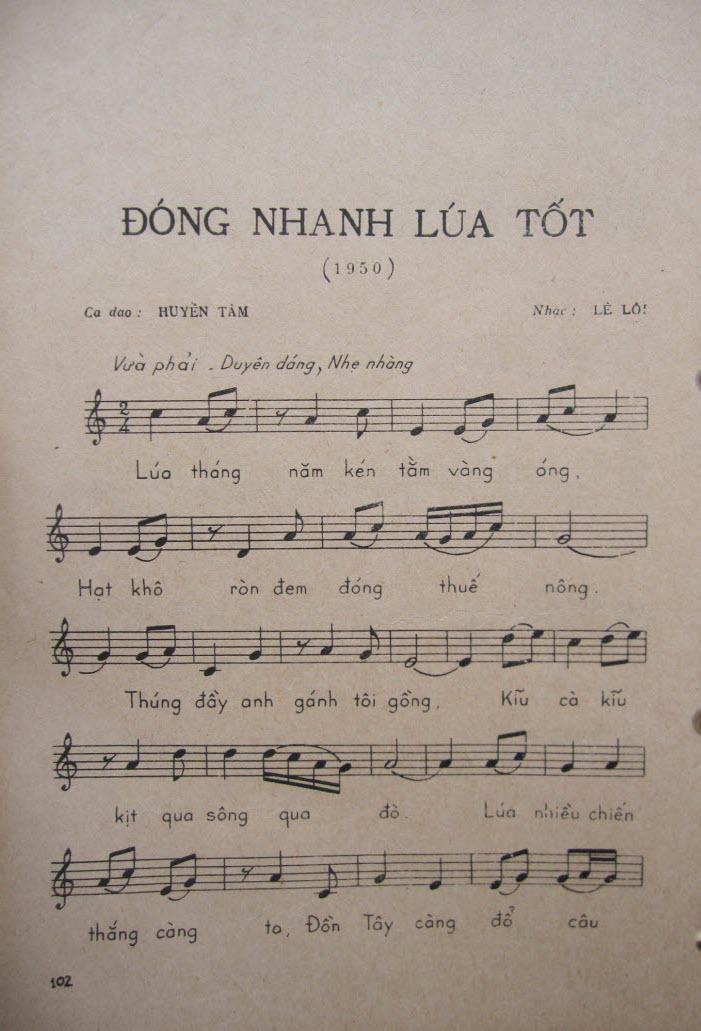 ĐÓNG NHANH LÚA TỐT
(1950)
Ca dao : HUYỀN TÂM
Nhạc : LÊ LÔI
Vừa phải - Duyên dáng, Nhẹ nhàng
2
4
Lúa tháng năm kén tằm vàng óng,
Hạt khô ròn đem đóng thuế nông.
Thúng đầy anh gánh tôi gồng, Kĩu cà kĩu
kịt qua sông qua đò. Lúa nhiều chiến
thắng càng to, Đồn Tây càng đổ câu
102